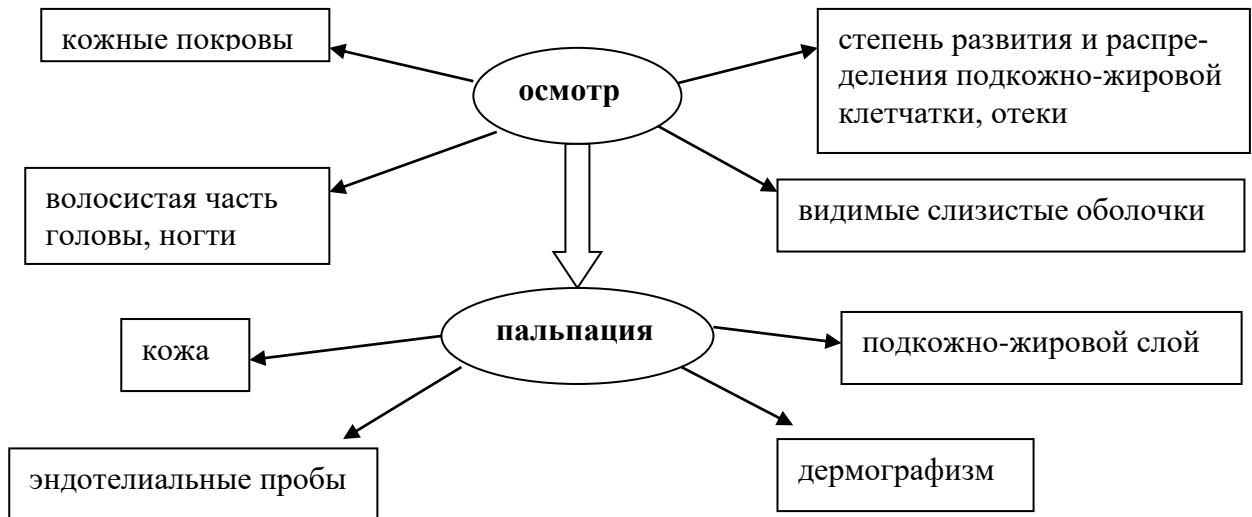 кожные покровы
осмотр
степень развития и распре-
деления подкожно-жировой
клетчатки, отеки
волосистая часть
головы, ногти
видимые слизистые оболочки
пальпация
кожа
подкожно-жировой слой
эндотелиальные пробы
дермографизм